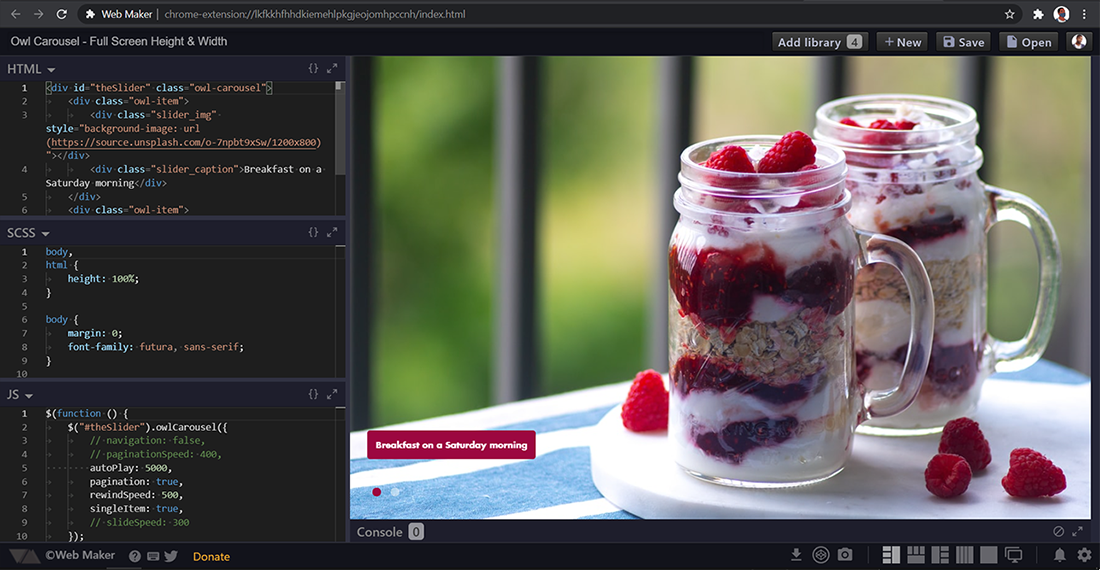 Web Maker | chrome-extension://lkfkkhfhhdkiemehlpkgjeojomhpccnh/index.html
Owl Carousel - Full Screen Height & Width
Add library 4
+ New
Save
Open
HTML
1 <div id="theSlider" class="owl-carousel">
2 <div class="owl-item">
3 <div class="slider_img"
style="background-image: url
(https://source.unsplash.com/o-7npbt9xSw/1200x800)
"></div>
4 <div class="slider_caption">Breakfast on a
Saturday morning</div>
5 </div>
6 <div class="owl-item">
SCSS
1 body,
2 html {
3 height: 100%;
4 }
5
6 body {
7 margin: 0;
8 font-family: futura, sans-serif;
9 }
10
JS
1 $(function () {
2 $("#theSlider").owlCarousel({
3 // navigation: false,
4 // paginationSpeed: 400,
5 autoPlay: 5000,
6 pagination: true,
7 rewindSpeed: 500,
8 singleItem: true,
9 // slideSpeed: 300
10 });
Breakfast on a Saturday morning
Console 0
©Web Maker
Donate